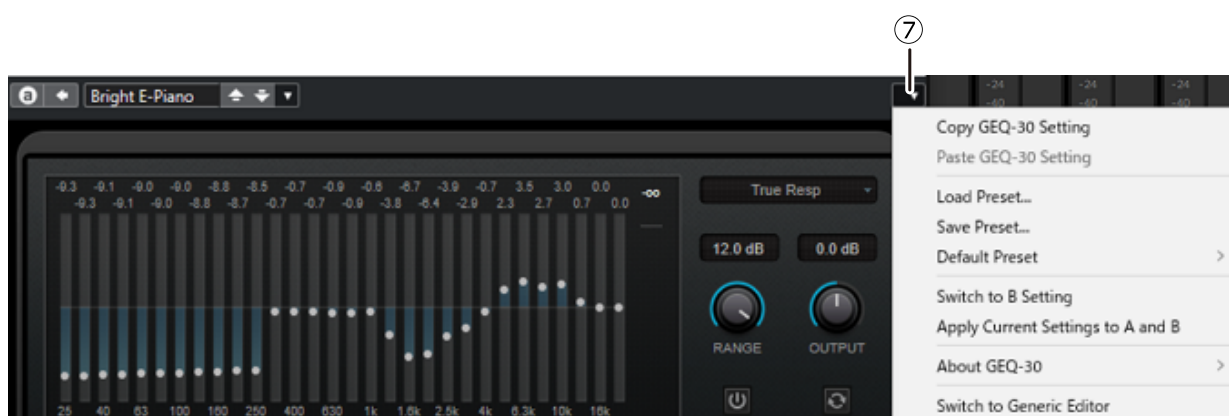 ⑦
a
Bright E-Piano
-24 -24 -24
-40 -40 -40
Copy GEQ-30 Setting
Paste GEQ-30 Setting
Load Preset...
Save Preset...
Default Preset
Switch to B Setting
Apply Current Settings to A and B
About GEQ-30
Switch to Generic Editor
-9.3 -9.1 -9.0 -9.0 -8.8 -8.5 -0.7 -0.9 -0.6 -6.7 -3.9 -0.7 3.5 3.0 0.0
-9.3 -9.1 -9.0 -8.8 -8.7 -0.7 -0.7 -0.9 -3.8 -6.4 -2.9 2.3 2.7 0.7 0.0
-∞
True Resp
12.0 dB 0.0 dB
RANGE OUTPUT
25 40 63 100 160 250 400 630 1k 1.6k 2.5k 4k 6.3k 10k 16k